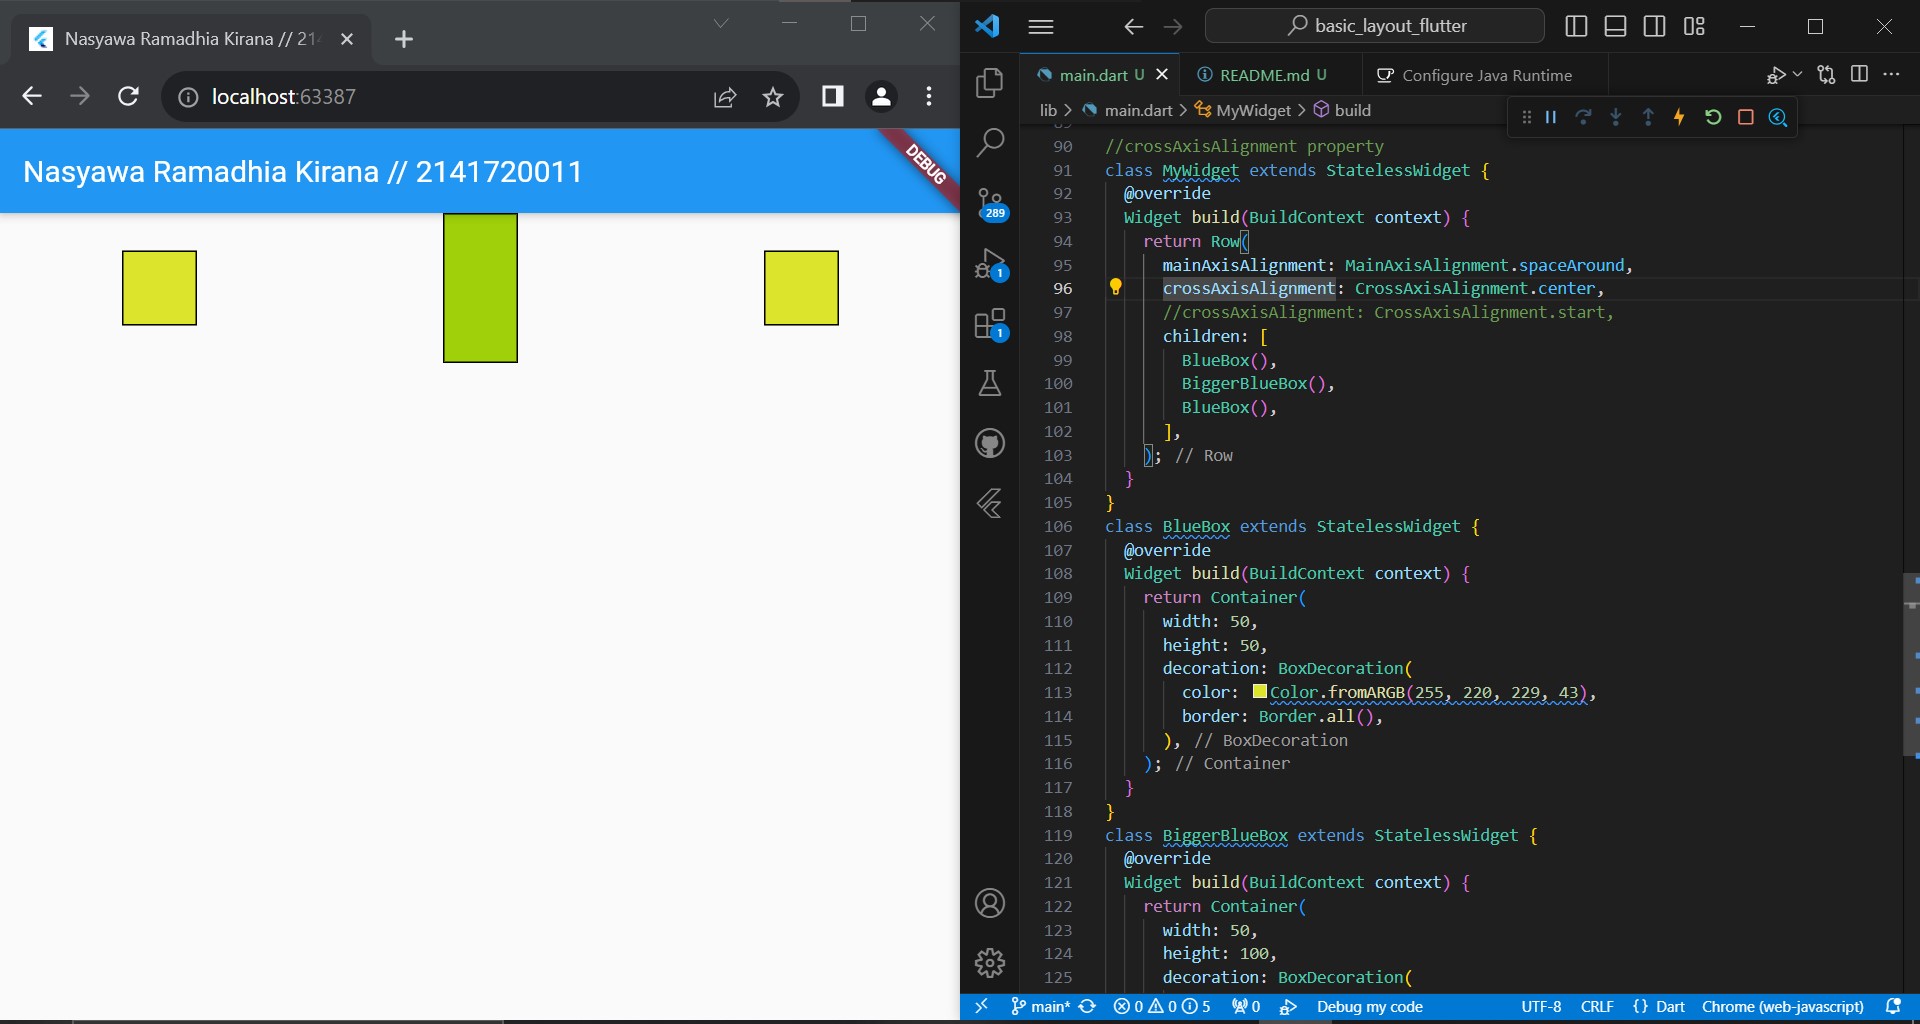 Nasyawa Ramadhia Kirana // 214
localhost:63387
Nasyawa Ramadhia Kirana // 2141720011
DEBUG
basic_layout_flutter
main.dart U
README.md U
Configure Java Runtime
lib > main.dart > MyWidget > build
90 //crossAxisAlignment property
91 class MyWidget extends StatelessWidget {
92 @override
93 Widget build(BuildContext context) {
94 return Row(
95 mainAxisAlignment: MainAxisAlignment.spaceAround,
96 crossAxisAlignment: CrossAxisAlignment.center,
97 //crossAxisAlignment: CrossAxisAlignment.start,
98 children: [
99 BlueBox(),
100 BiggerBlueBox(),
101 BlueBox(),
102 ],
103 ); // Row
104 }
105 }
106 class BlueBox extends StatelessWidget {
107 @override
108 Widget build(BuildContext context) {
109 return Container(
110 width: 50,
111 height: 50,
112 decoration: BoxDecoration(
113 color: Color.fromARGB(255, 220, 229, 43),
114 border: Border.all(),
115 ), // BoxDecoration
116 ); // Container
117 }
118 }
119 class BiggerBlueBox extends StatelessWidget {
120 @override
121 Widget build(BuildContext context) {
122 return Container(
123 width: 50,
124 height: 100,
125 decoration: BoxDecoration(
289
1
1
main* 0 0 5 0 Debug my code UTF-8 CRLF {} Dart Chrome (web-javascript)